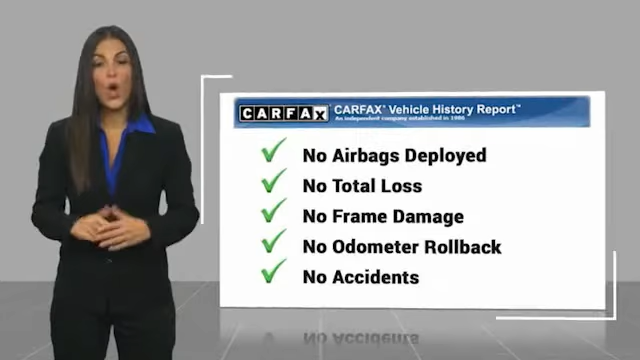 CARFAX CARFAX® Vehicle History Report™
An independent company established in 1986
No Airbags Deployed
No Total Loss
No Frame Damage
No Odometer Rollback
No Accidents